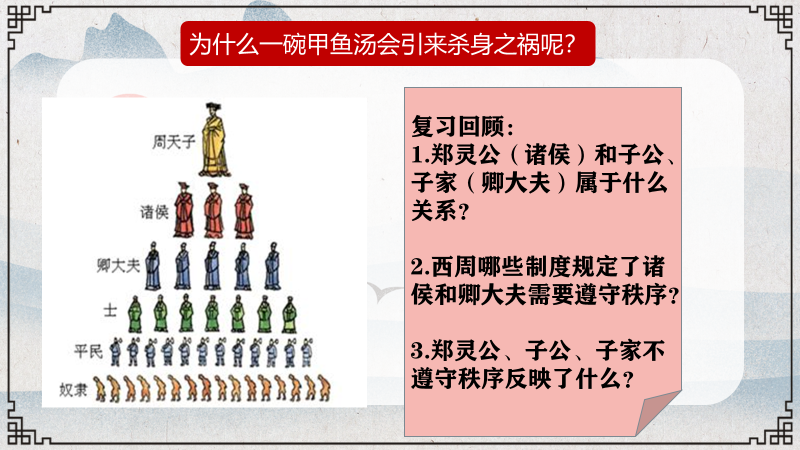 为什么一碗甲鱼汤会引来杀身之祸呢？
周天子
诸侯
卿大夫
士
平民
奴隶
复习回顾：
1.郑灵公（诸侯）和子公、
子家（卿大夫）属于什么
关系？
2.西周哪些制度规定了诸
侯和卿大夫需要遵守秩序？
3.郑灵公、子公、子家不
遵守秩序反映了什么？